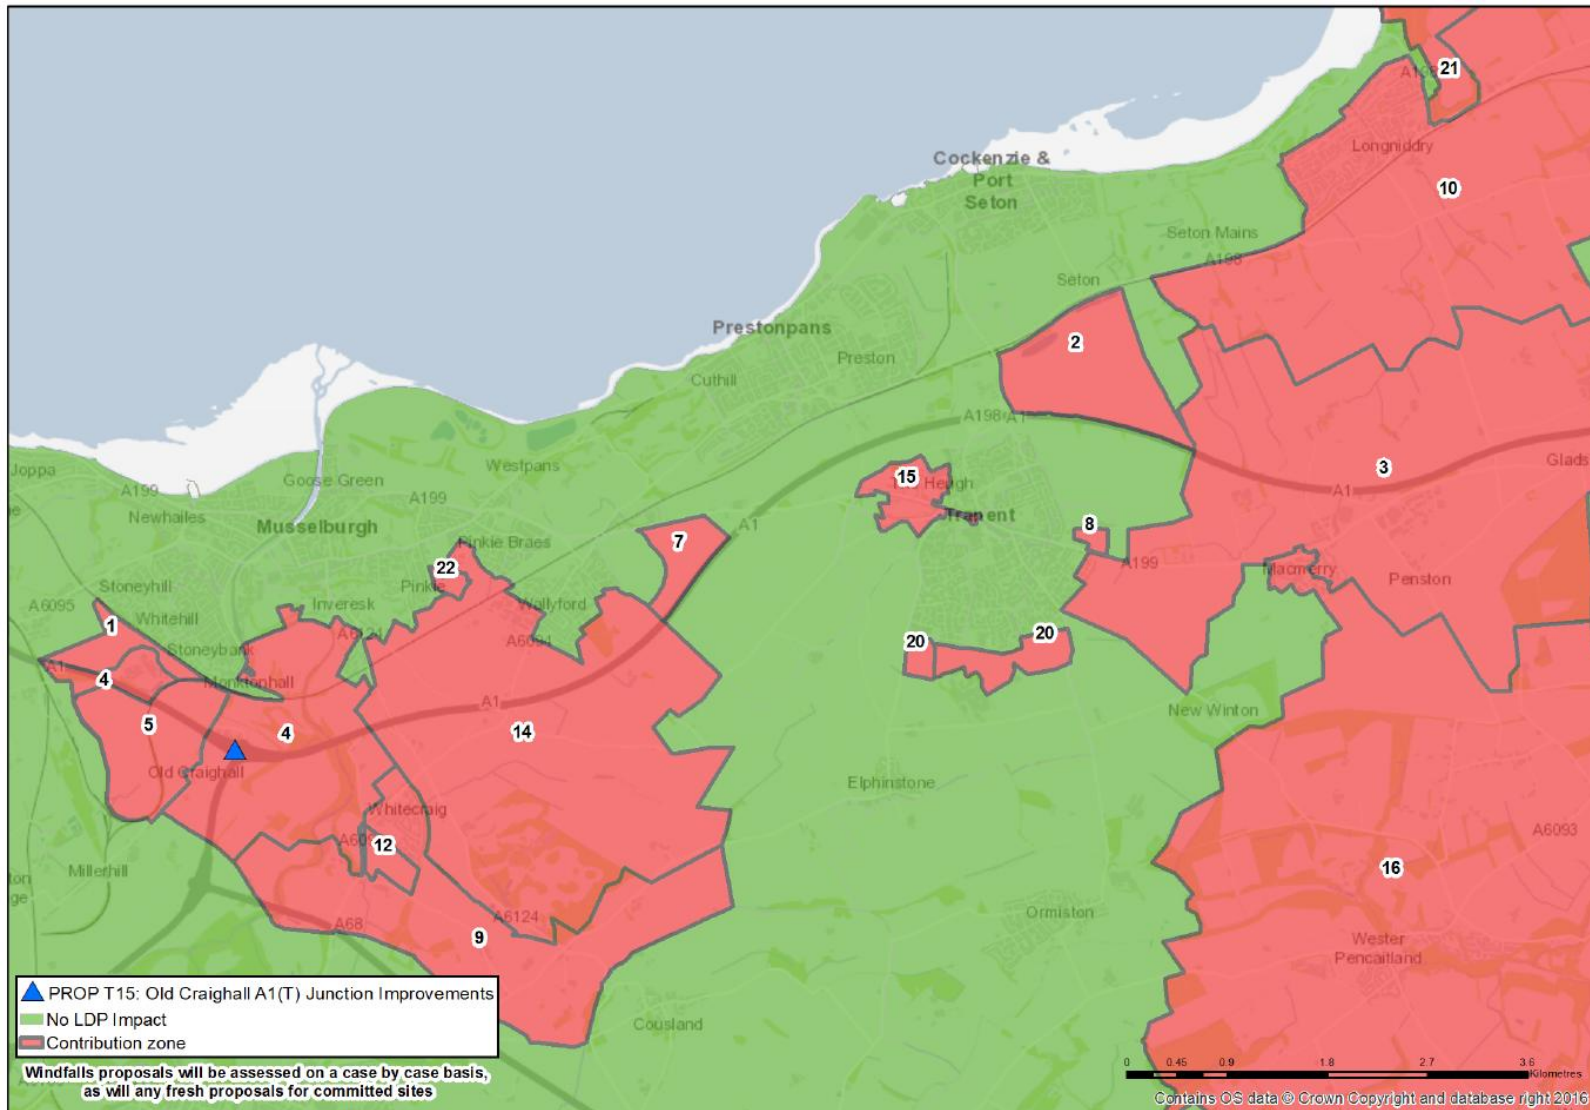 21
A198
Longniddry
10
Cockenzie &
Port
Seton
Seton Mains
A198
Seton
2
Prestonpans
Preston
Cuthill
A198
A1
3
Glads
A1
15
Tranent
8
A199
Macmerry
Penston
Joppa
A199
Goose Green
Westpans
Newhailes
Musselburgh
Pinkie Braes
7
A1
22
Stoneyhill
Pinkie
A6095
Whitehill
Inveresk
Wallyford
1
A6124
A6094
Stoneybank
20
20
A1
4
Monktonhall
A1
New Winton
5
4
14
Old Craighall
Elphinstone
Whitecraig
A6093
12
Millerhill
16
A6124
A68
9
Ormiston
Wester
Pencaitland
Cousland
PROP T15: Old Craighall A1(T) Junction Improvements
No LDP Impact
Contribution zone
Windfalls proposals will be assessed on a case by case basis,
as will any fresh proposals for committed sites
0 0.45 0.9 1.8 2.7 3.6
Kilometres
Contains OS data © Crown Copyright and database right 2016